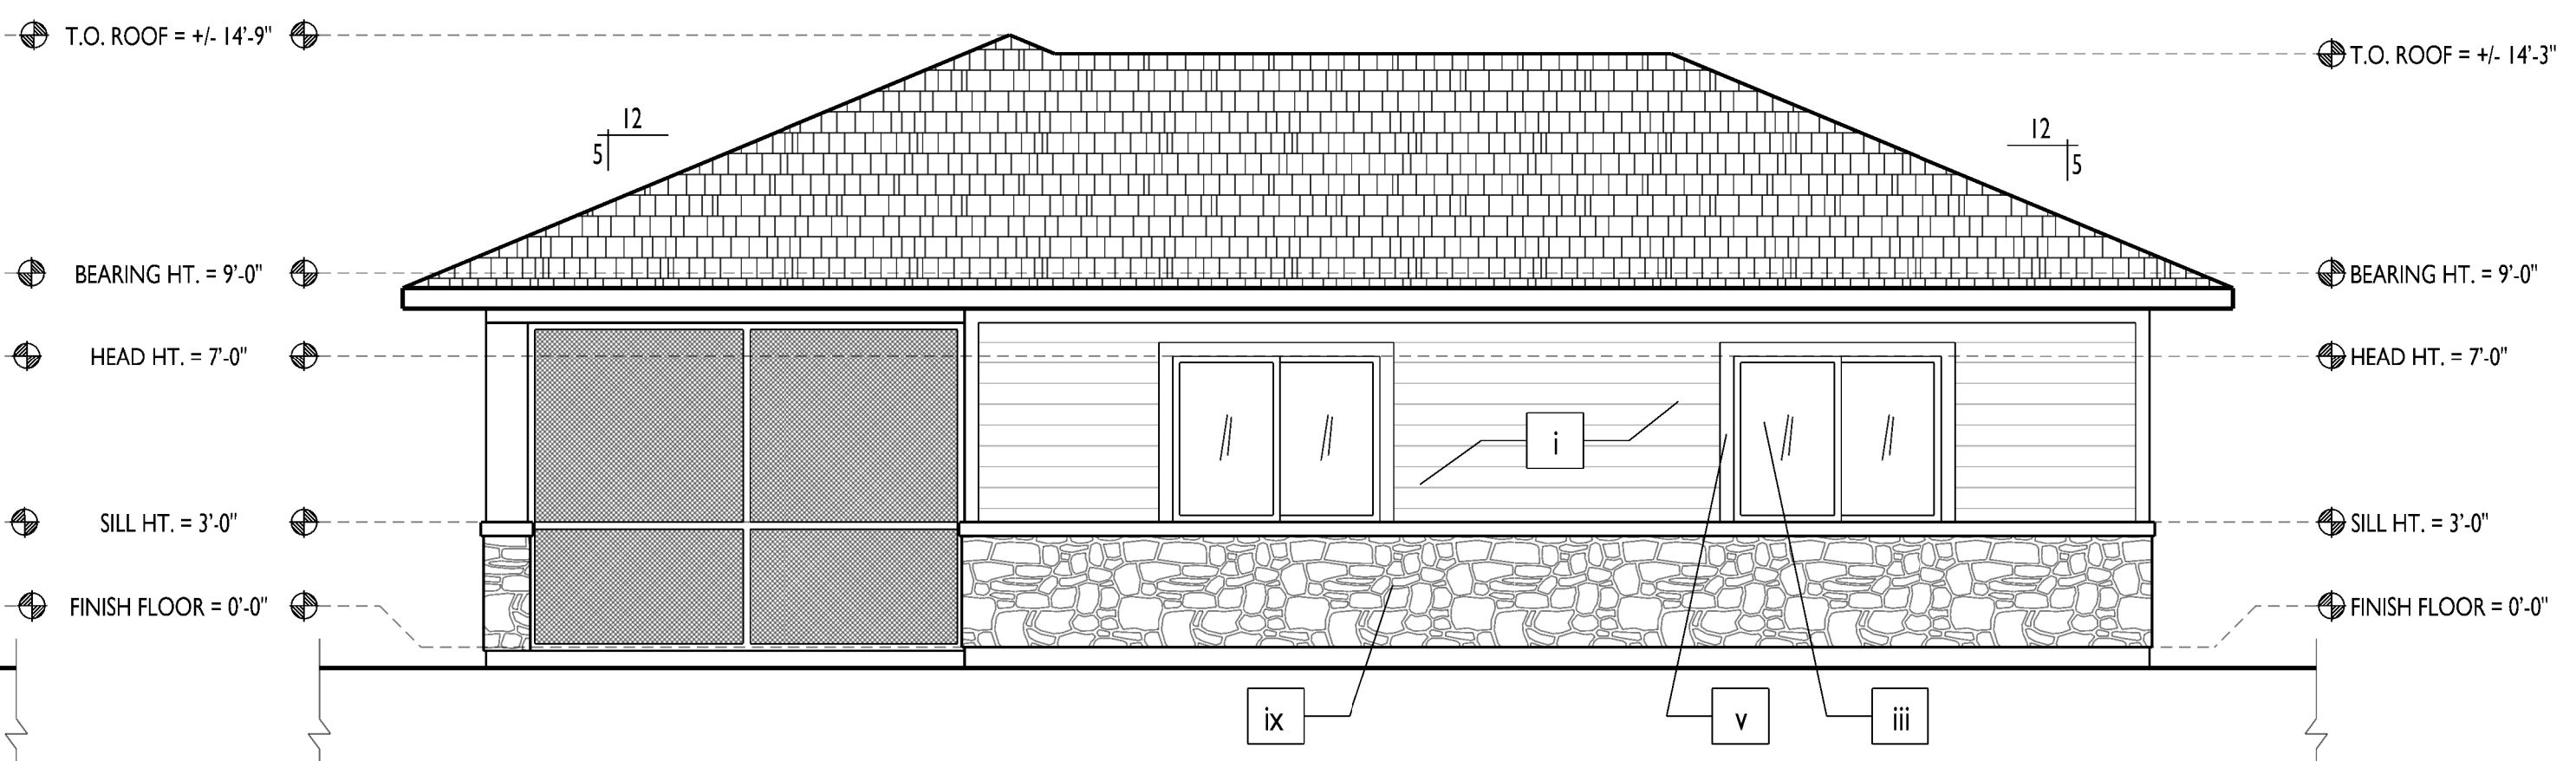 T.O. ROOF = +/- 14'-9"
T.O. ROOF = +/- 14'-3"
12
5
12
5
BEARING HT. = 9'-0"
BEARING HT. = 9'-0"
HEAD HT. = 7'-0"
HEAD HT. = 7'-0"
i
SILL HT. = 3'-0"
SILL HT. = 3'-0"
FINISH FLOOR = 0'-0"
FINISH FLOOR = 0'-0"
ix
v
iii